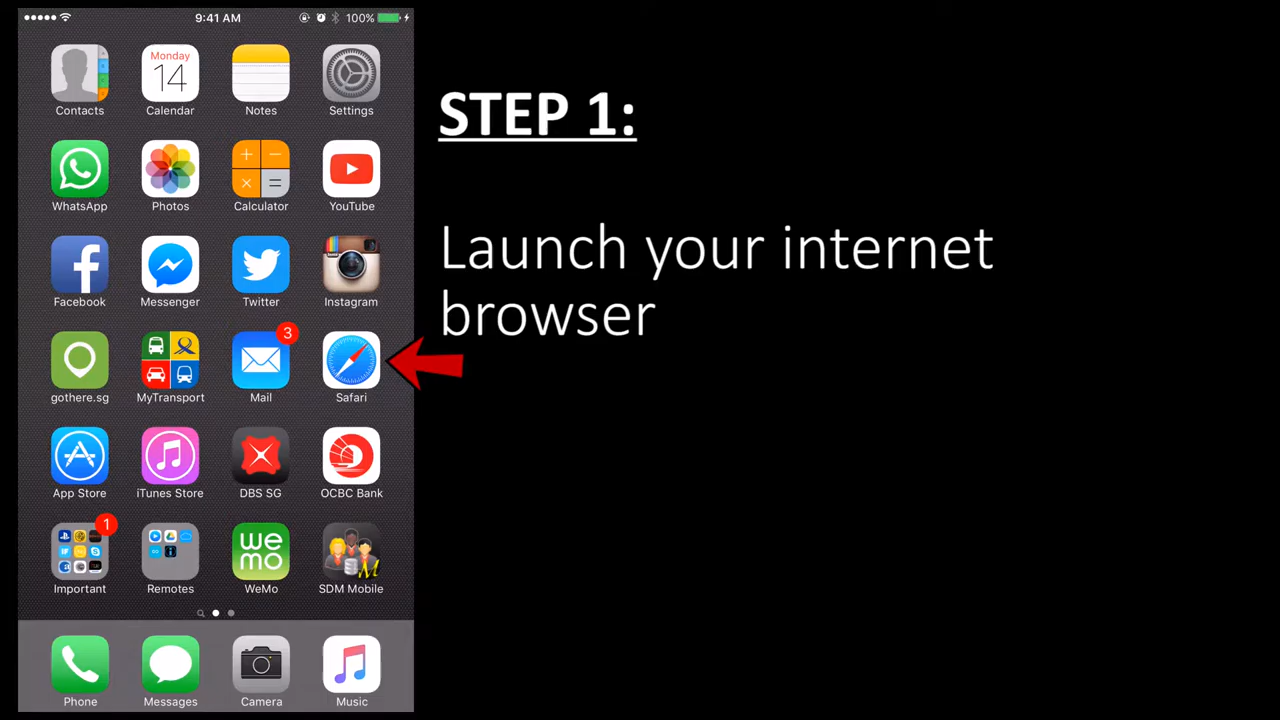 9:41 AM
100%
Contacts
Monday
14
Calendar
Notes
Settings
WhatsApp
Photos
Calculator
YouTube
Facebook
Messenger
Twitter
Instagram
gothere.sg
MyTransport
3
Mail
Safari
App Store
iTunes Store
DBS SG
OCBC Bank
1
Important
Remotes
we
mo
WeMo
M
SDM Mobile
Phone
Messages
Camera
Music
STEP 1:
Launch your internet
browser